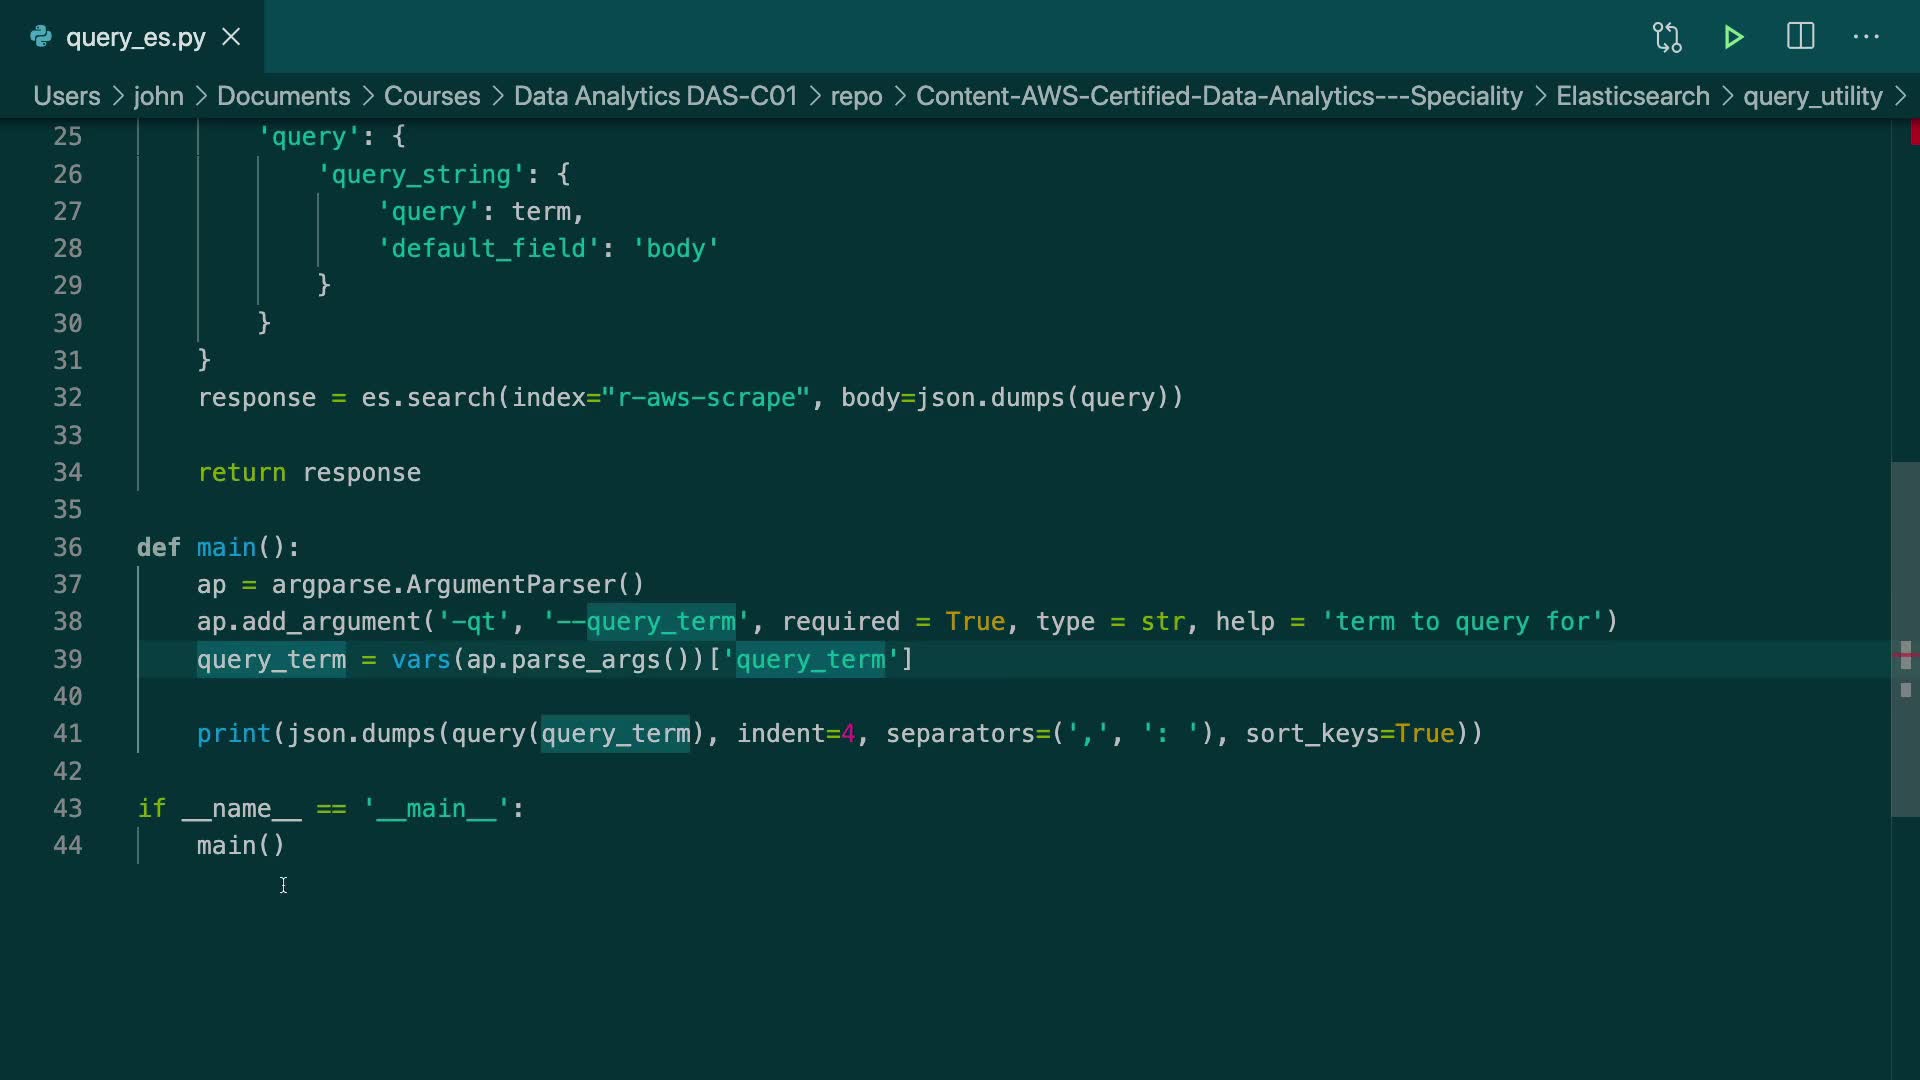 query_es.py
Users > john > Documents > Courses > Data Analytics DAS-C01 > repo > Content-AWS-Certified-Data-Analytics---Speciality > Elasticsearch > query_utility >
25 'query': {
26 'query_string': {
27 'query': term,
28 'default_field': 'body'
29 }
30 }
31 }
32 response = es.search(index="r-aws-scrape", body=json.dumps(query))
33
34 return response
35
36 def main():
37 ap = argparse.ArgumentParser()
38 ap.add_argument('-qt', '--query_term', required = True, type = str, help = 'term to query for')
39 query_term = vars(ap.parse_args())['query_term']
40
41 print(json.dumps(query(query_term), indent=4, separators=(',', ': '), sort_keys=True))
42
43 if __name__ == '__main__':
44 main()